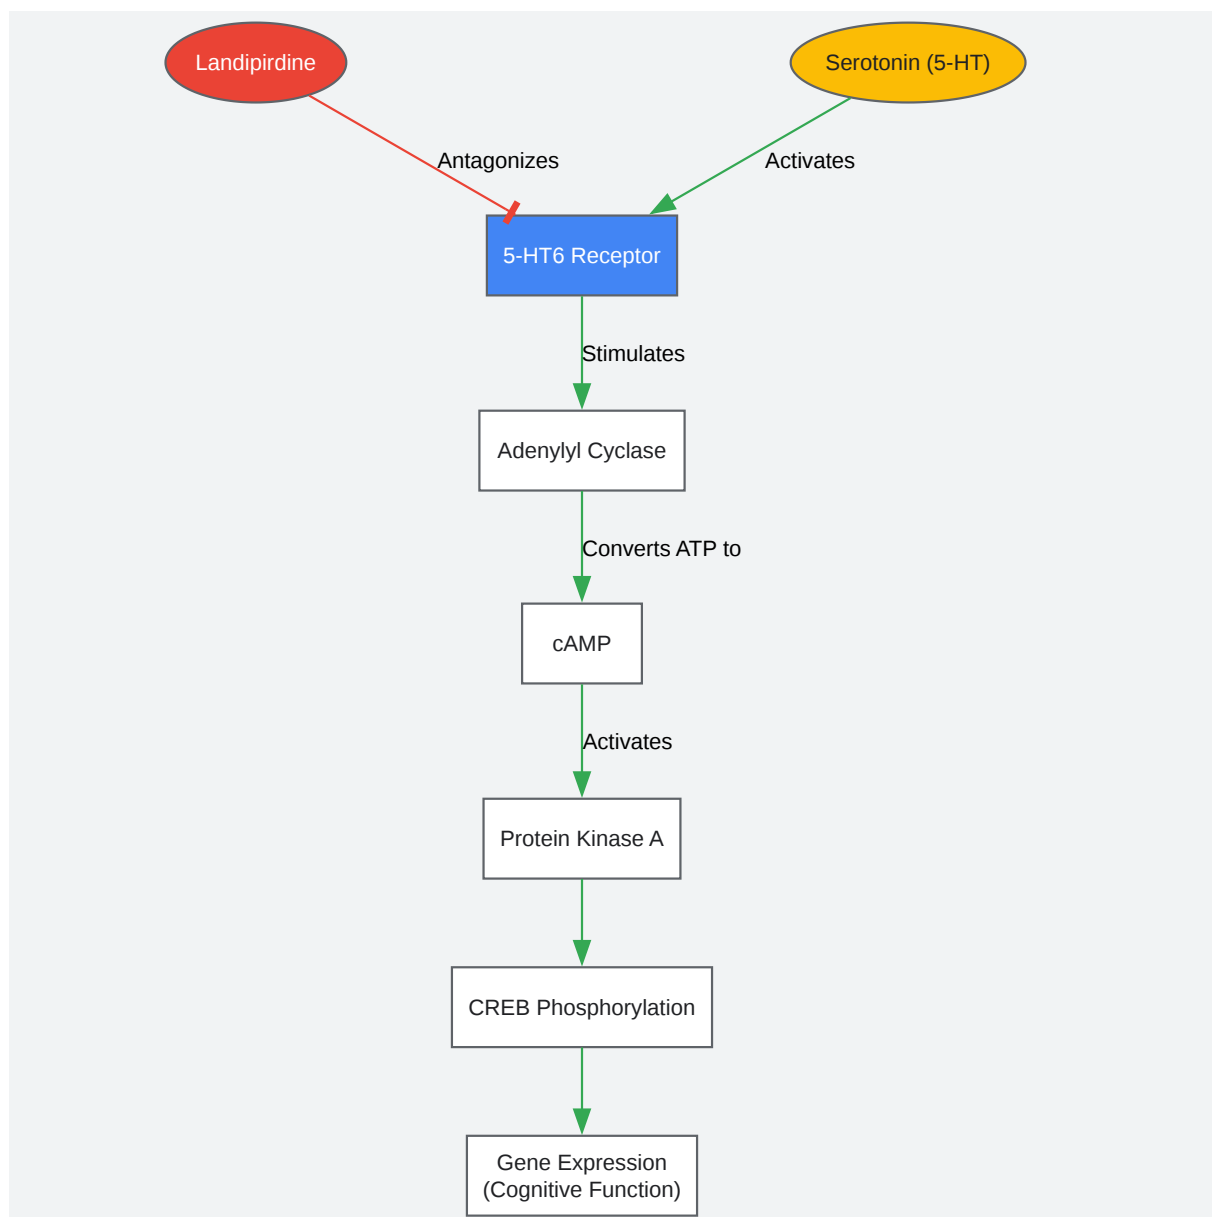 Landipirdine
Serotonin (5-HT)
Antagonizes
Activates
5-HT6 Receptor
Stimulates
Adenylyl Cyclase
Converts ATP to
cAMP
Activates
Protein Kinase A
CREB Phosphorylation
Gene Expression
(Cognitive Function)